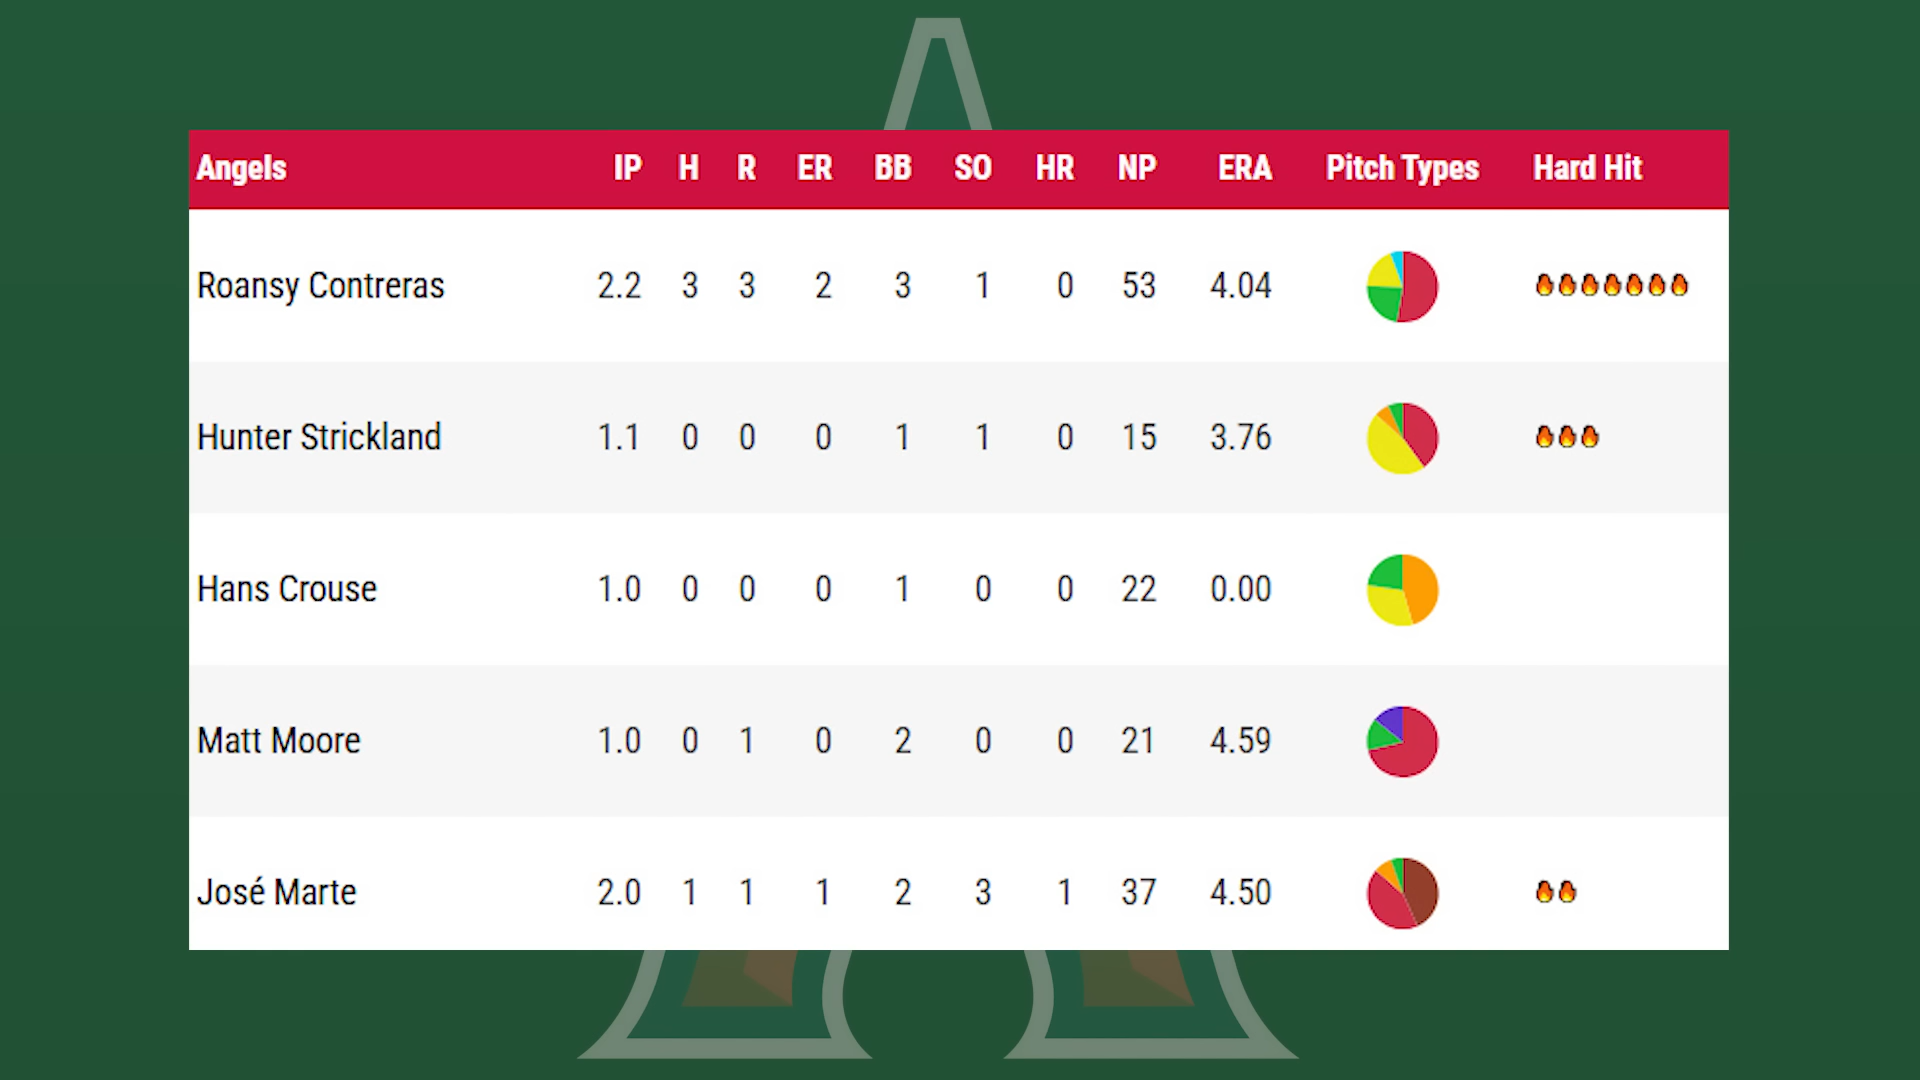 Angels IP H R ER BB SO HR NP ERA Pitch Types Hard Hit
Roansy Contreras 2.2 3 3 2 3 1 0 53 4.04
Hunter Strickland 1.1 0 0 0 1 1 0 15 3.76
Hans Crouse 1.0 0 0 0 1 0 0 22 0.00
Matt Moore 1.0 0 1 0 2 0 0 21 4.59
José Marte 2.0 1 1 1 2 3 1 37 4.50